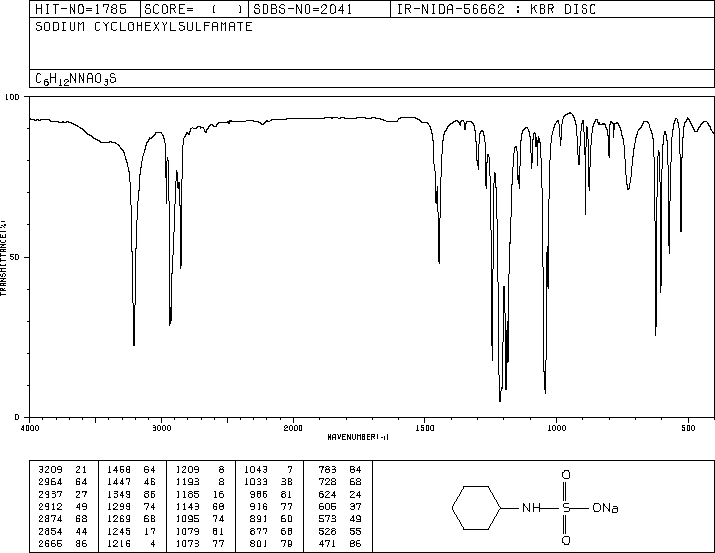 HIT-NO=1785 SCORE= ( ) SDBS-NO=2041 IR-NIDA-56662 : KBR DISC
SODIUM CYCLOHEXYLSULFAMATE
C6H12NNAO3S
100
50
0
TRANSMITTANCE(%)
4000 3000 2000 1500 1000 500
WAVENUMBER(-1)
3209 21 1468 64 1209 8 1043 7 783 84
2964 64 1447 46 1193 8 1033 38 728 68
2937 27 1349 86 1185 16 986 81 624 24
2912 49 1299 74 1143 68 916 77 605 37
2874 68 1269 68 1095 74 891 60 573 49
2854 44 1245 17 1079 81 877 68 528 55
2666 86 1216 4 1073 77 801 79 471 86
O
NH S ONa
O